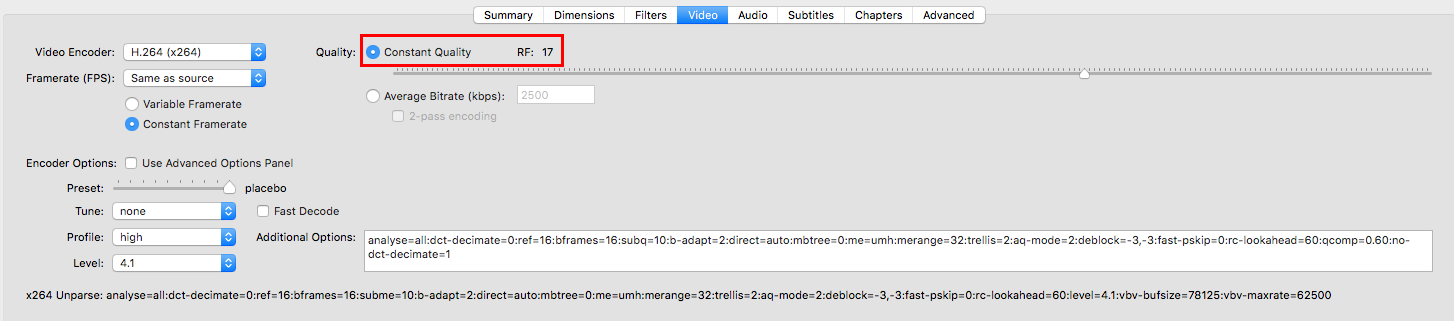 Summary Dimensions Filters Video Audio Subtitles Chapters Advanced
Video Encoder: H.264 (x264) Quality: Constant Quality RF: 17
Framerate (FPS): Same as source
Average Bitrate (kbps): 2500
Variable Framerate
2-pass encoding
Constant Framerate
Encoder Options: Use Advanced Options Panel
Preset: placebo
Tune: none Fast Decode
Profile: high Additional Options: analyse=all:dct-decimate=0:ref=16:bframes=16:subq=10:b-adapt=2:direct=auto:mbtree=0:me=umh:merange=32:trellis=2:aq-mode=2:deblock=-3,-3:fast-pskip=0:rc-lookahead=60:qcomp=0.60:no-
dct-decimate=1
Level: 4.1
x264 Unparse: analyse=all:dct-decimate=0:ref=16:bframes=16:subme=10:b-adapt=2:direct=auto:mbtree=0:me=umh:merange=32:trellis=2:aq-mode=2:deblock=-3,-3:fast-pskip=0:rc-lookahead=60:level=4.1:vbv-bufsize=78125:vbv-maxrate=62500